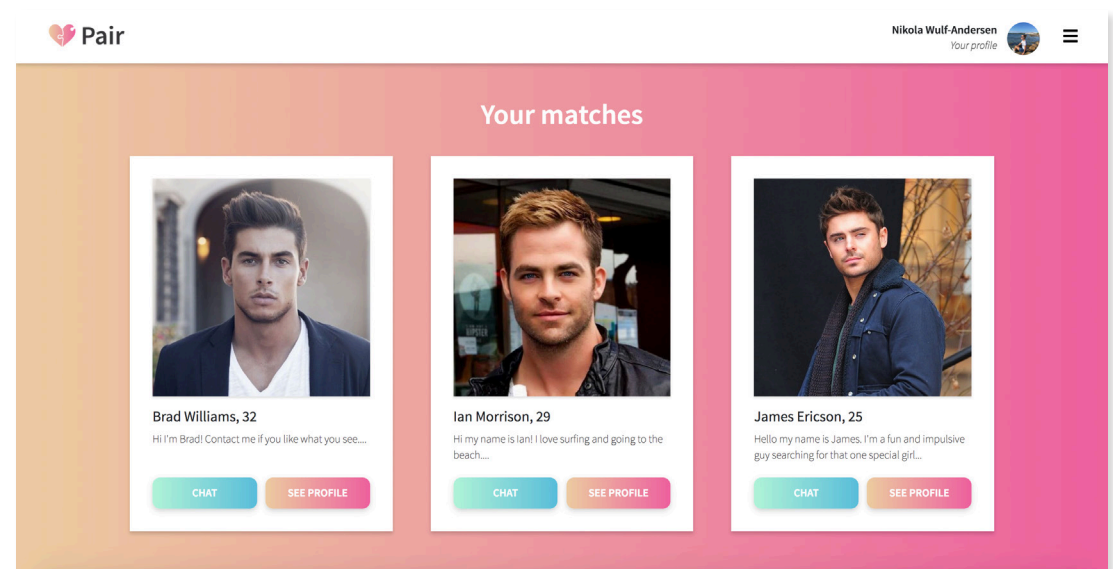 Pair
Nikola Wulf-Andersen
Your profile
Your matches
Brad Williams, 32
Hi I'm Brad! Contact me if you like what you see....
CHAT
SEE PROFILE
Ian Morrison, 29
Hi my name is Ian! I love surfing and going to the
beach....
CHAT
SEE PROFILE
James Ericson, 25
Hello my name is James. I'm a fun and impulsive
guy searching for that one special girl...
CHAT
SEE PROFILE